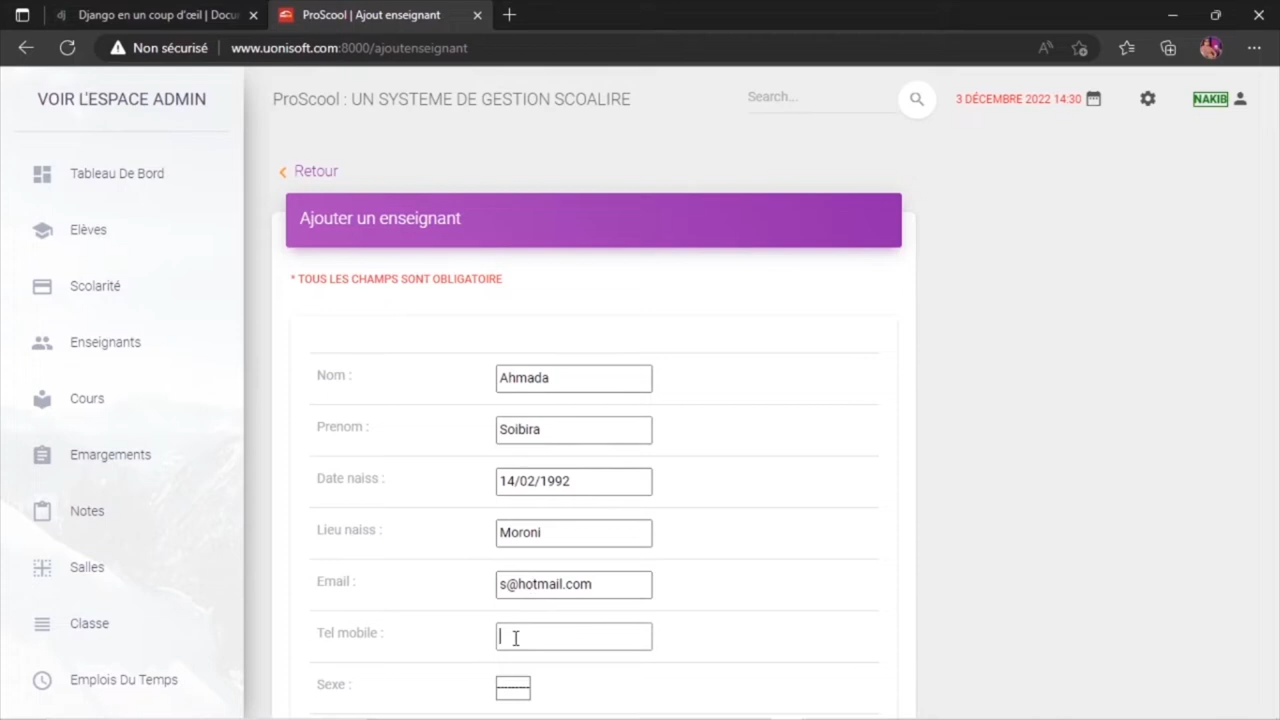 dj Django en un coup d'œil | Docu
ProScool | Ajout enseignant
Non sécurisé
www.uonisoft.com:8000/ajoutenseignant
VOIR L'ESPACE ADMIN
ProScool : UN SYSTEME DE GESTION SCOALIRE
Search...
3 DÉCEMBRE 2022 14:30
NAKIB
Tableau De Bord
Elèves
Scolarité
Enseignants
Cours
Emargements
Notes
Salles
Classe
Emplois Du Temps
Retour
Ajouter un enseignant
* TOUS LES CHAMPS SONT OBLIGATOIRE
Nom : Ahmada
Prenom : Soibira
Date naiss : 14/02/1992
Lieu naiss : Moroni
Email : s@hotmail.com
Tel mobile :
Sexe : ---------